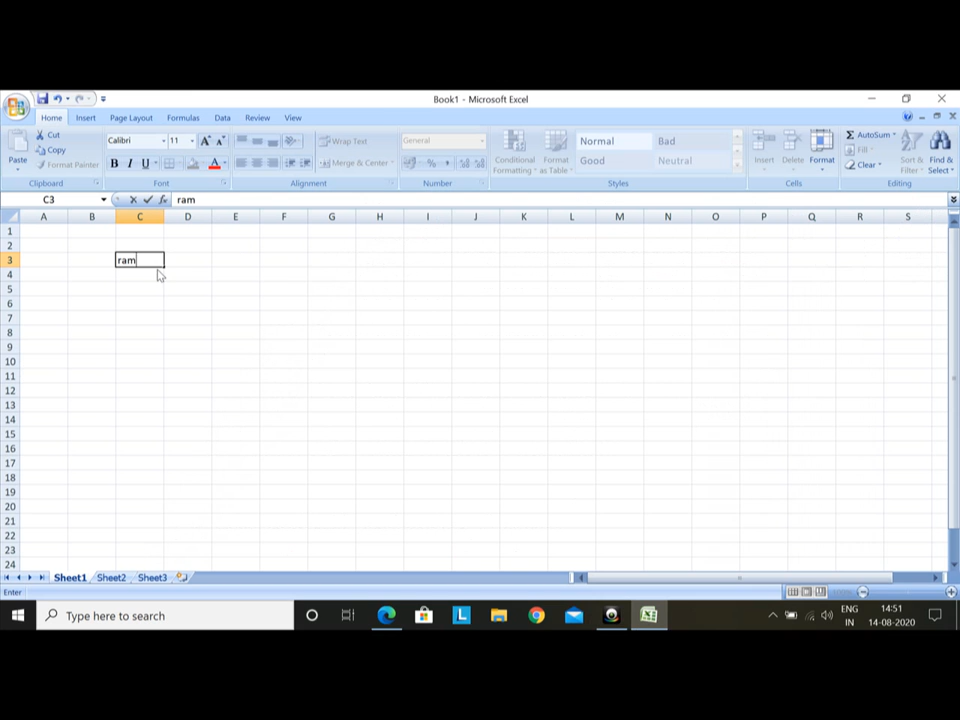 Book1 - Microsoft Excel
Home Insert Page Layout Formulas Data Review View
Cut
Copy
Format Painter
Paste
Clipboard
Calibri 11
B I U
Font
Wrap Text
Merge & Center
Alignment
General
Number
Conditional Formatting
Format as Table
Normal Bad
Good Neutral
Styles
Insert Delete Format
Cells
AutoSum
Fill
Clear
Sort & Filter
Find & Select
Editing
C3 fx ram
A B C D E F G H I J K L M N O P Q R S
1
2
3 ram
4
5
6
7
8
9
10
11
12
13
14
15
16
17
18
19
20
21
22
23
24
Sheet1 Sheet2 Sheet3
Enter
Type here to search
ENG
IN
14:51
14-08-2020